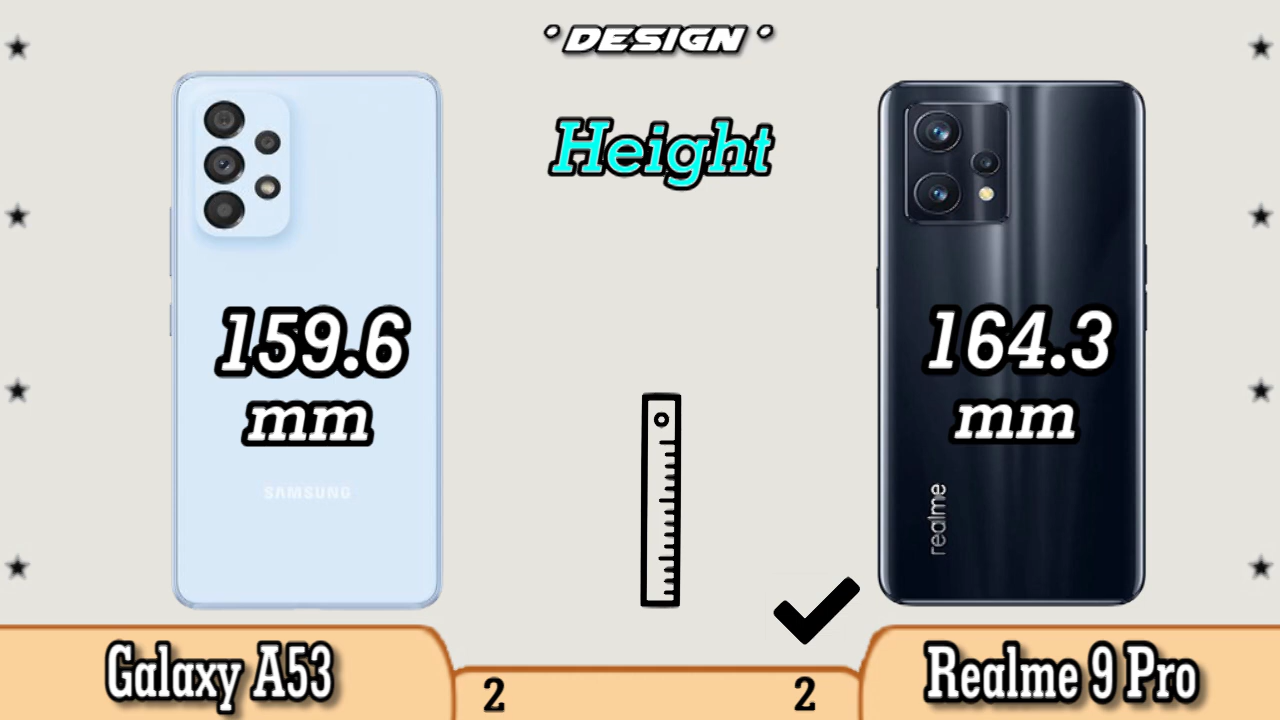 ° DESIGN °
Height
159.6
mm
164.3
mm
SAMSUNG
realme
Galaxy A53
2
2
Realme 9 Pro